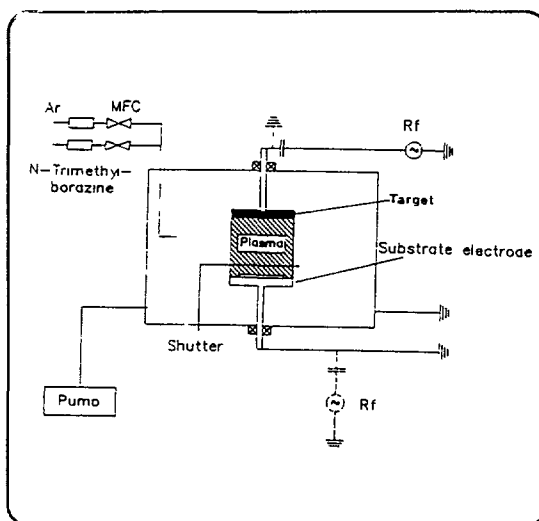 Ar
MFC
N-Trimethyl-
borazine
Rf
~
Target
Plasma
Substrate electrode
Shutter
Pump
~
Rf